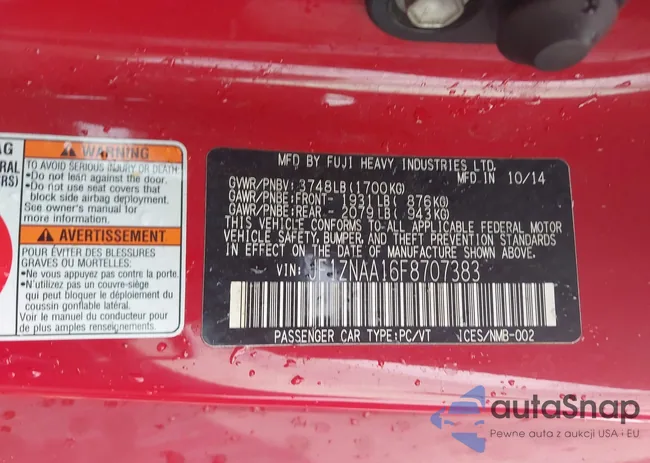 AG
ERAL
RS)
WARNING
TO AVOID SERIOUS INJURY OR DEATH:
•Do not lean against the door.
•Do not use seat covers that
block side airbag deployment.
See owner's manual for
more information.
AVERTISSEMENT
POUR ÉVITER DES BLESSURES
GRAVES OU MORTELLES:
•Ne vous appuyez pas contre la porte.
•N'utilisez pas un couvre-siège
qui peut bloquer le déploiement du
coussin gonflable latéral.
Voir le manuel du conducteur pour
de plus amples renseignements.
MFD BY FUJI HEAVY INDUSTRIES LTD.
MFD IN 10/14
GVWR/PNBV: 3748LB(1700KG)
GAWR/PNBE:FRONT- 1931LB( 876KG)
GAWR/PNBE:REAR - 2079LB( 943KG)
THIS VEHICLE CONFORMS TO ALL APPLICABLE FEDERAL MOTOR
VEHICLE SAFETY, BUMPER, AND THEFT PREVENTION STANDARDS
IN EFFECT ON THE DATE OF MANUFACTURE SHOWN ABOVE.
VIN: JF1ZNAA16F8707383
PASSENGER CAR TYPE:PC/VT JCES/NMB-002
autoSnap
Pewne auta z aukcji USA i EU